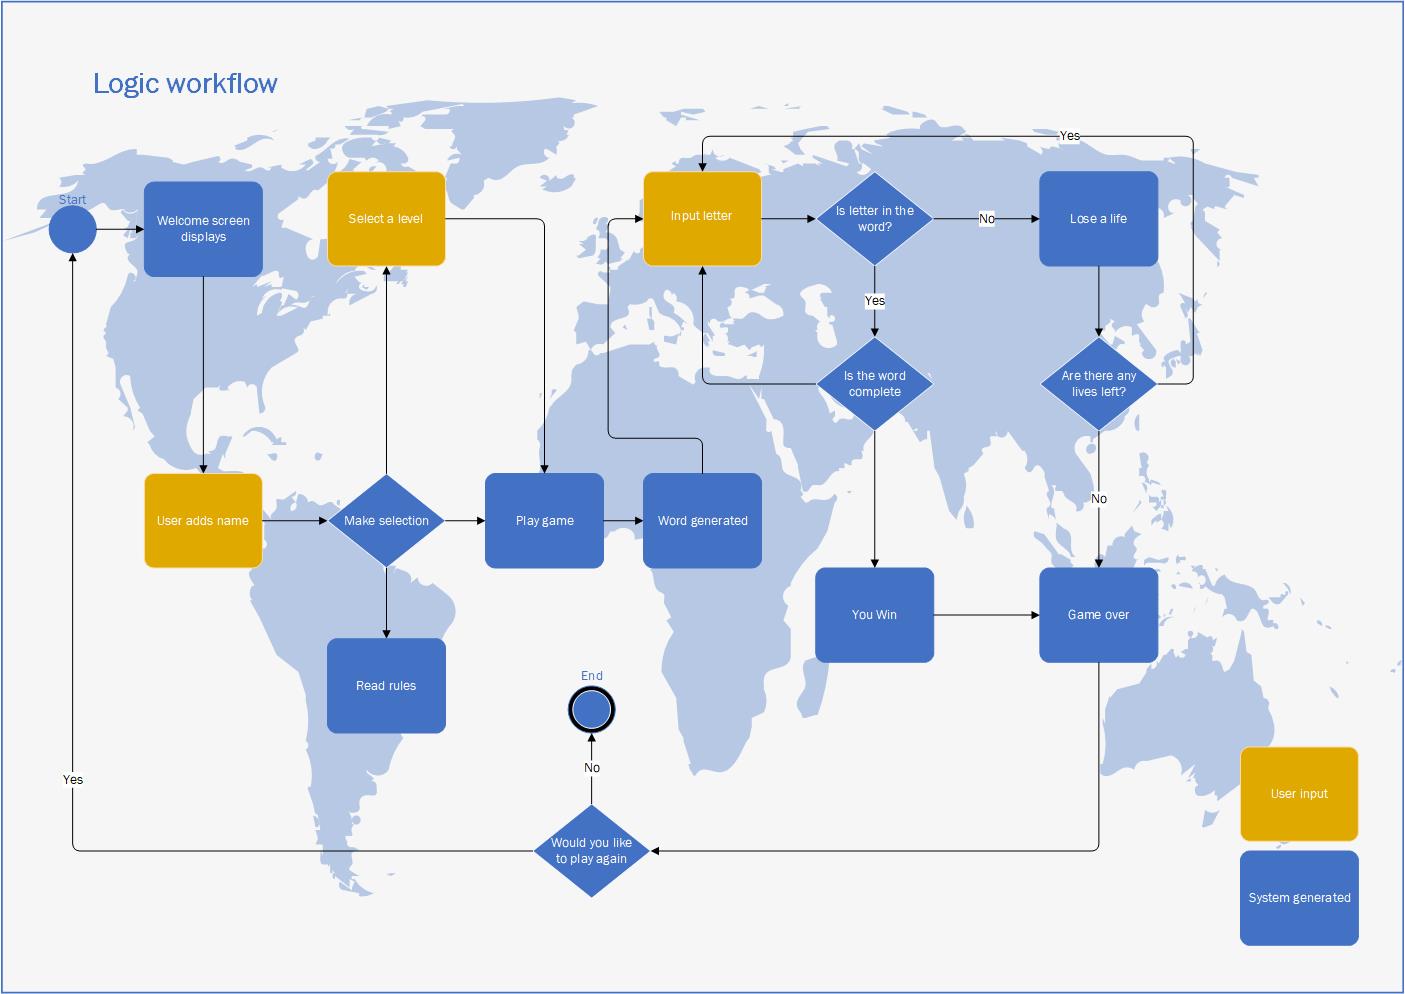 Logic workflow
Start
Welcome screen
displays
Select a level
Input letter
Is letter in the
word?
No
Lose a life
Yes
Yes
Is the word
complete
Are there any
lives left?
User adds name
Make selection
Play game
Word generated
No
You Win
Game over
Read rules
End
No
Yes
Would you like
to play again
User input
System generated